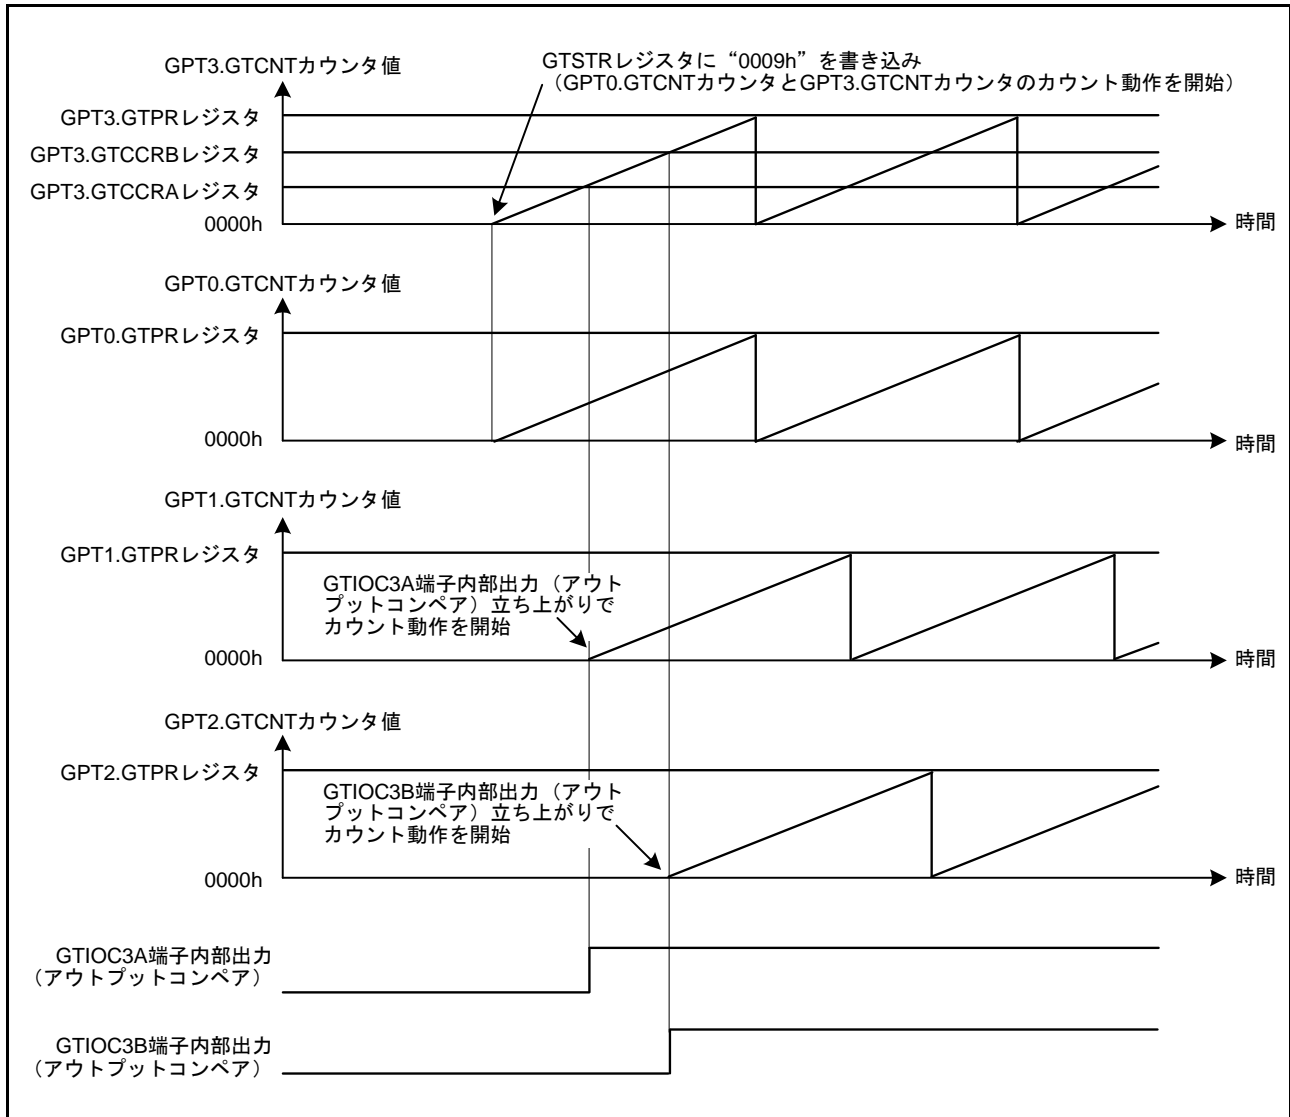 GPT3.GTCNTカウンタ値
GTSTRレジスタに“0009h”を書き込み
（GPT0.GTCNTカウンタとGPT3.GTCNTカウンタのカウント動作を開始）
GPT3.GTPRレジスタ
GPT3.GTCCRBレジスタ
GPT3.GTCCRAレジスタ
0000h
時間
GPT0.GTCNTカウンタ値
GPT0.GTPRレジスタ
0000h
時間
GPT1.GTCNTカウンタ値
GPT1.GTPRレジスタ
GTIOC3A端子内部出力（アウト
プットコンペア）立ち上がりで
カウント動作を開始
0000h
時間
GPT2.GTCNTカウンタ値
GPT2.GTPRレジスタ
GTIOC3B端子内部出力（アウト
プットコンペア）立ち上がりで
カウント動作を開始
0000h
時間
GTIOC3A端子内部出力
（アウトプットコンペア）
GTIOC3B端子内部出力
（アウトプットコンペア）